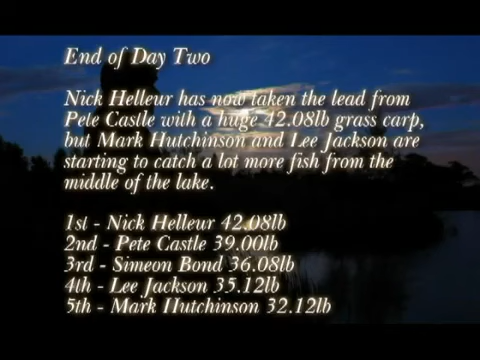 End of Day Two
Nick Helleur has now taken the lead from
Pete Castle with a huge 42.08lb grass carp,
but Mark Hutchinson and Lee Jackson are
starting to catch a lot more fish from the
middle of the lake.
1st - Nick Helleur 42.08lb
2nd - Pete Castle 39.00lb
3rd - Simeon Bond 36.08lb
4th - Lee Jackson 35.12lb
5th - Mark Hutchinson 32.12lb